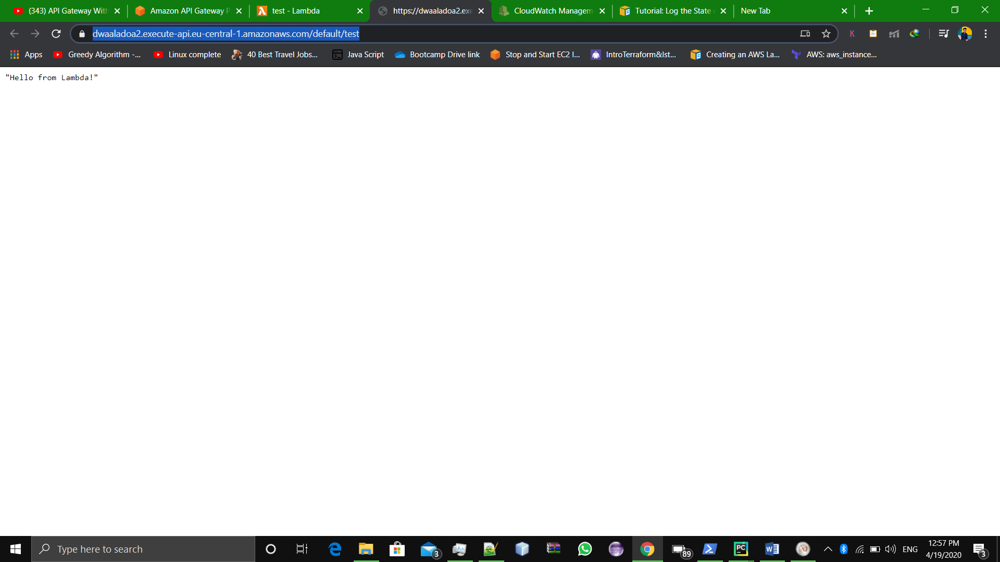 (343) API Gateway With
Amazon API Gateway P
test - Lambda
https://dwaaladoa2.exe
CloudWatch Managem
Tutorial: Log the State
New Tab
dwaaladoa2.execute-api.eu-central-1.amazonaws.com/default/test
K
Apps
Greedy Algorithm -...
Linux complete
40 Best Travel Jobs...
Java Script
Bootcamp Drive link
Stop and Start EC2 I...
IntroTerraform&Ist...
Creating an AWS La...
AWS: aws_instance...
"Hello from Lambda!"
Type here to search
3
89
PC
W
ENG
12:57 PM
4/19/2020
3